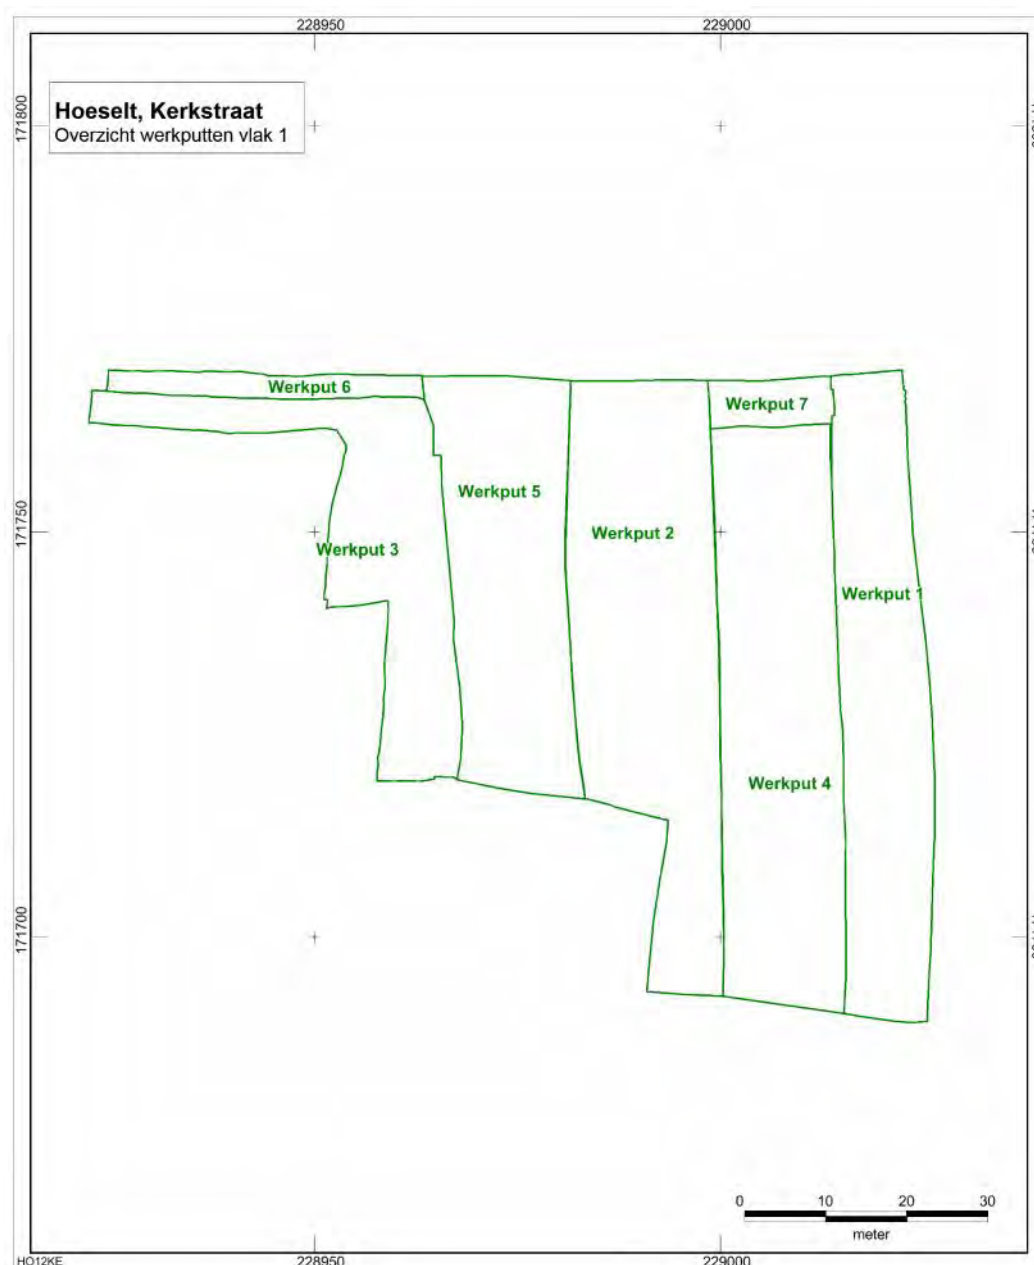 228950
229000
171800
Hoeselt, Kerkstraat
Overzicht werkputten vlak 1
Werkput 6
Werkput 7
Werkput 5
171750
Werkput 2
Werkput 3
Werkput 1
Werkput 4
171700
0
10
20
30
meter
HO12KE
228950
229000